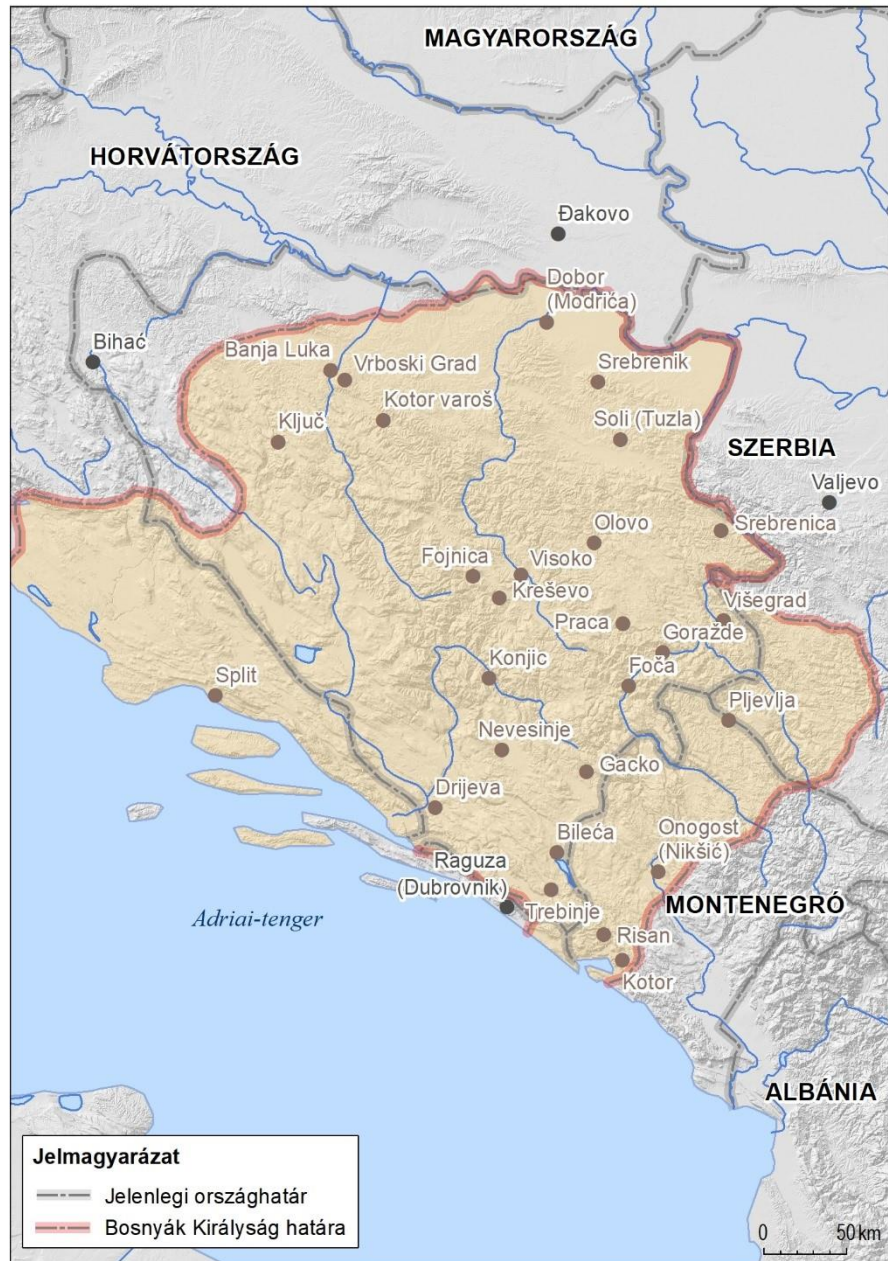 MAGYARORSZÁG
HORVÁTORSZÁG
Đakovo
Dobor
(Modrića)
Bihać
Banja Luka
Vrboski Grad
Srebrenik
Kotor varoš
Ključ
Soli (Tuzla)
SZERBIA
Valjevo
Olovo
Srebrenica
Fojnica
Visoko
Kreševo
Višegrad
Praca
Goražde
Konjic
Foča
Split
Pljevlja
Nevesinje
Gacko
Drijeva
Bileća
Onogost
(Nikšić)
Raguza
(Dubrovnik)
Trebinje
MONTENEGRÓ
Adriai-tenger
Risan
Kotor
ALBÁNIA
Jelmagyarázat
Jelenlegi országhatár
Bosnyák Királyság határa
0 50 km